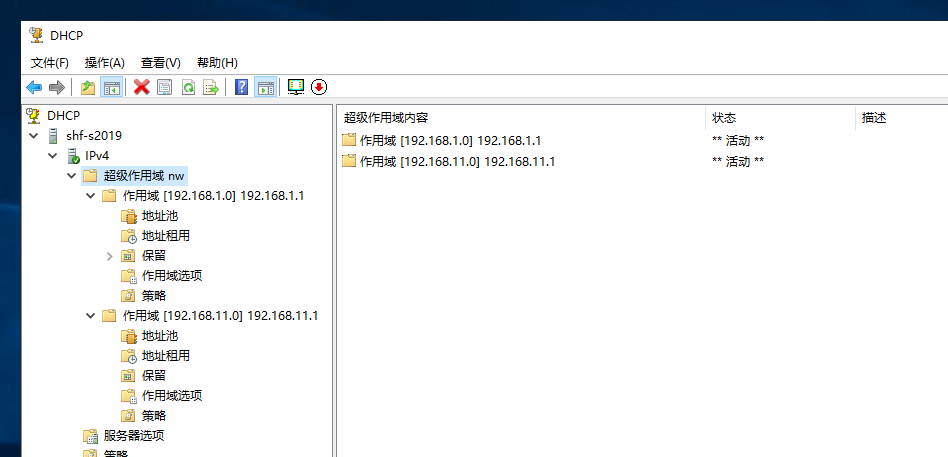 DHCP
文件(F) 操作(A) 查看(V) 帮助(H)
DHCP
shf-s2019
IPv4
超级作用域 nw
作用域 [192.168.1.0] 192.168.1.1
地址池
地址租用
保留
作用域选项
策略
作用域 [192.168.11.0] 192.168.11.1
地址池
地址租用
保留
作用域选项
策略
服务器选项
策略
超级作用域内容 状态 描述
作用域 [192.168.1.0] 192.168.1.1 ** 活动 **
作用域 [192.168.11.0] 192.168.11.1 ** 活动 **